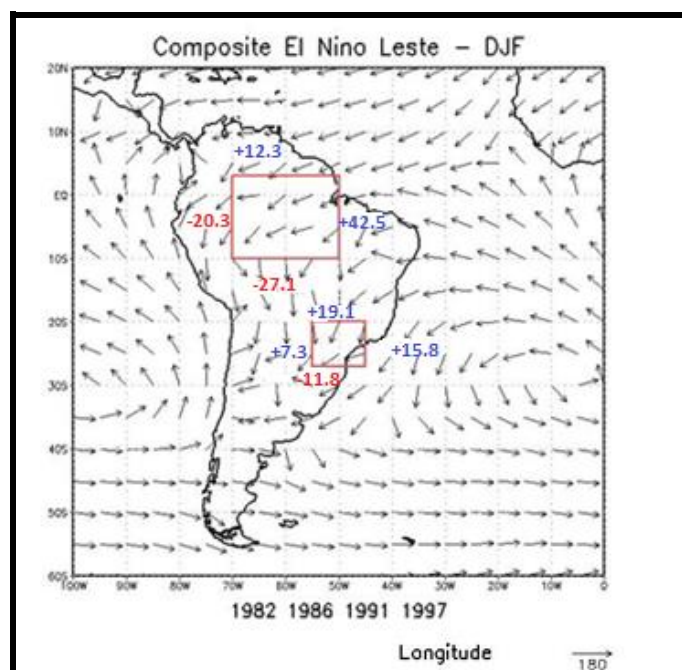 Composite El Nino Leste - DJF
20N
10N
+12.3
EQ
-20.3
+42.5
10S
-27.1
+19.1
20S
+7.3
+15.8
-11.8
30S
40S
50S
60S
100W 90W 80W 70W 60W 50W 40W 30W 20W 10W 0
1982 1986 1991 1997
Longitude
180